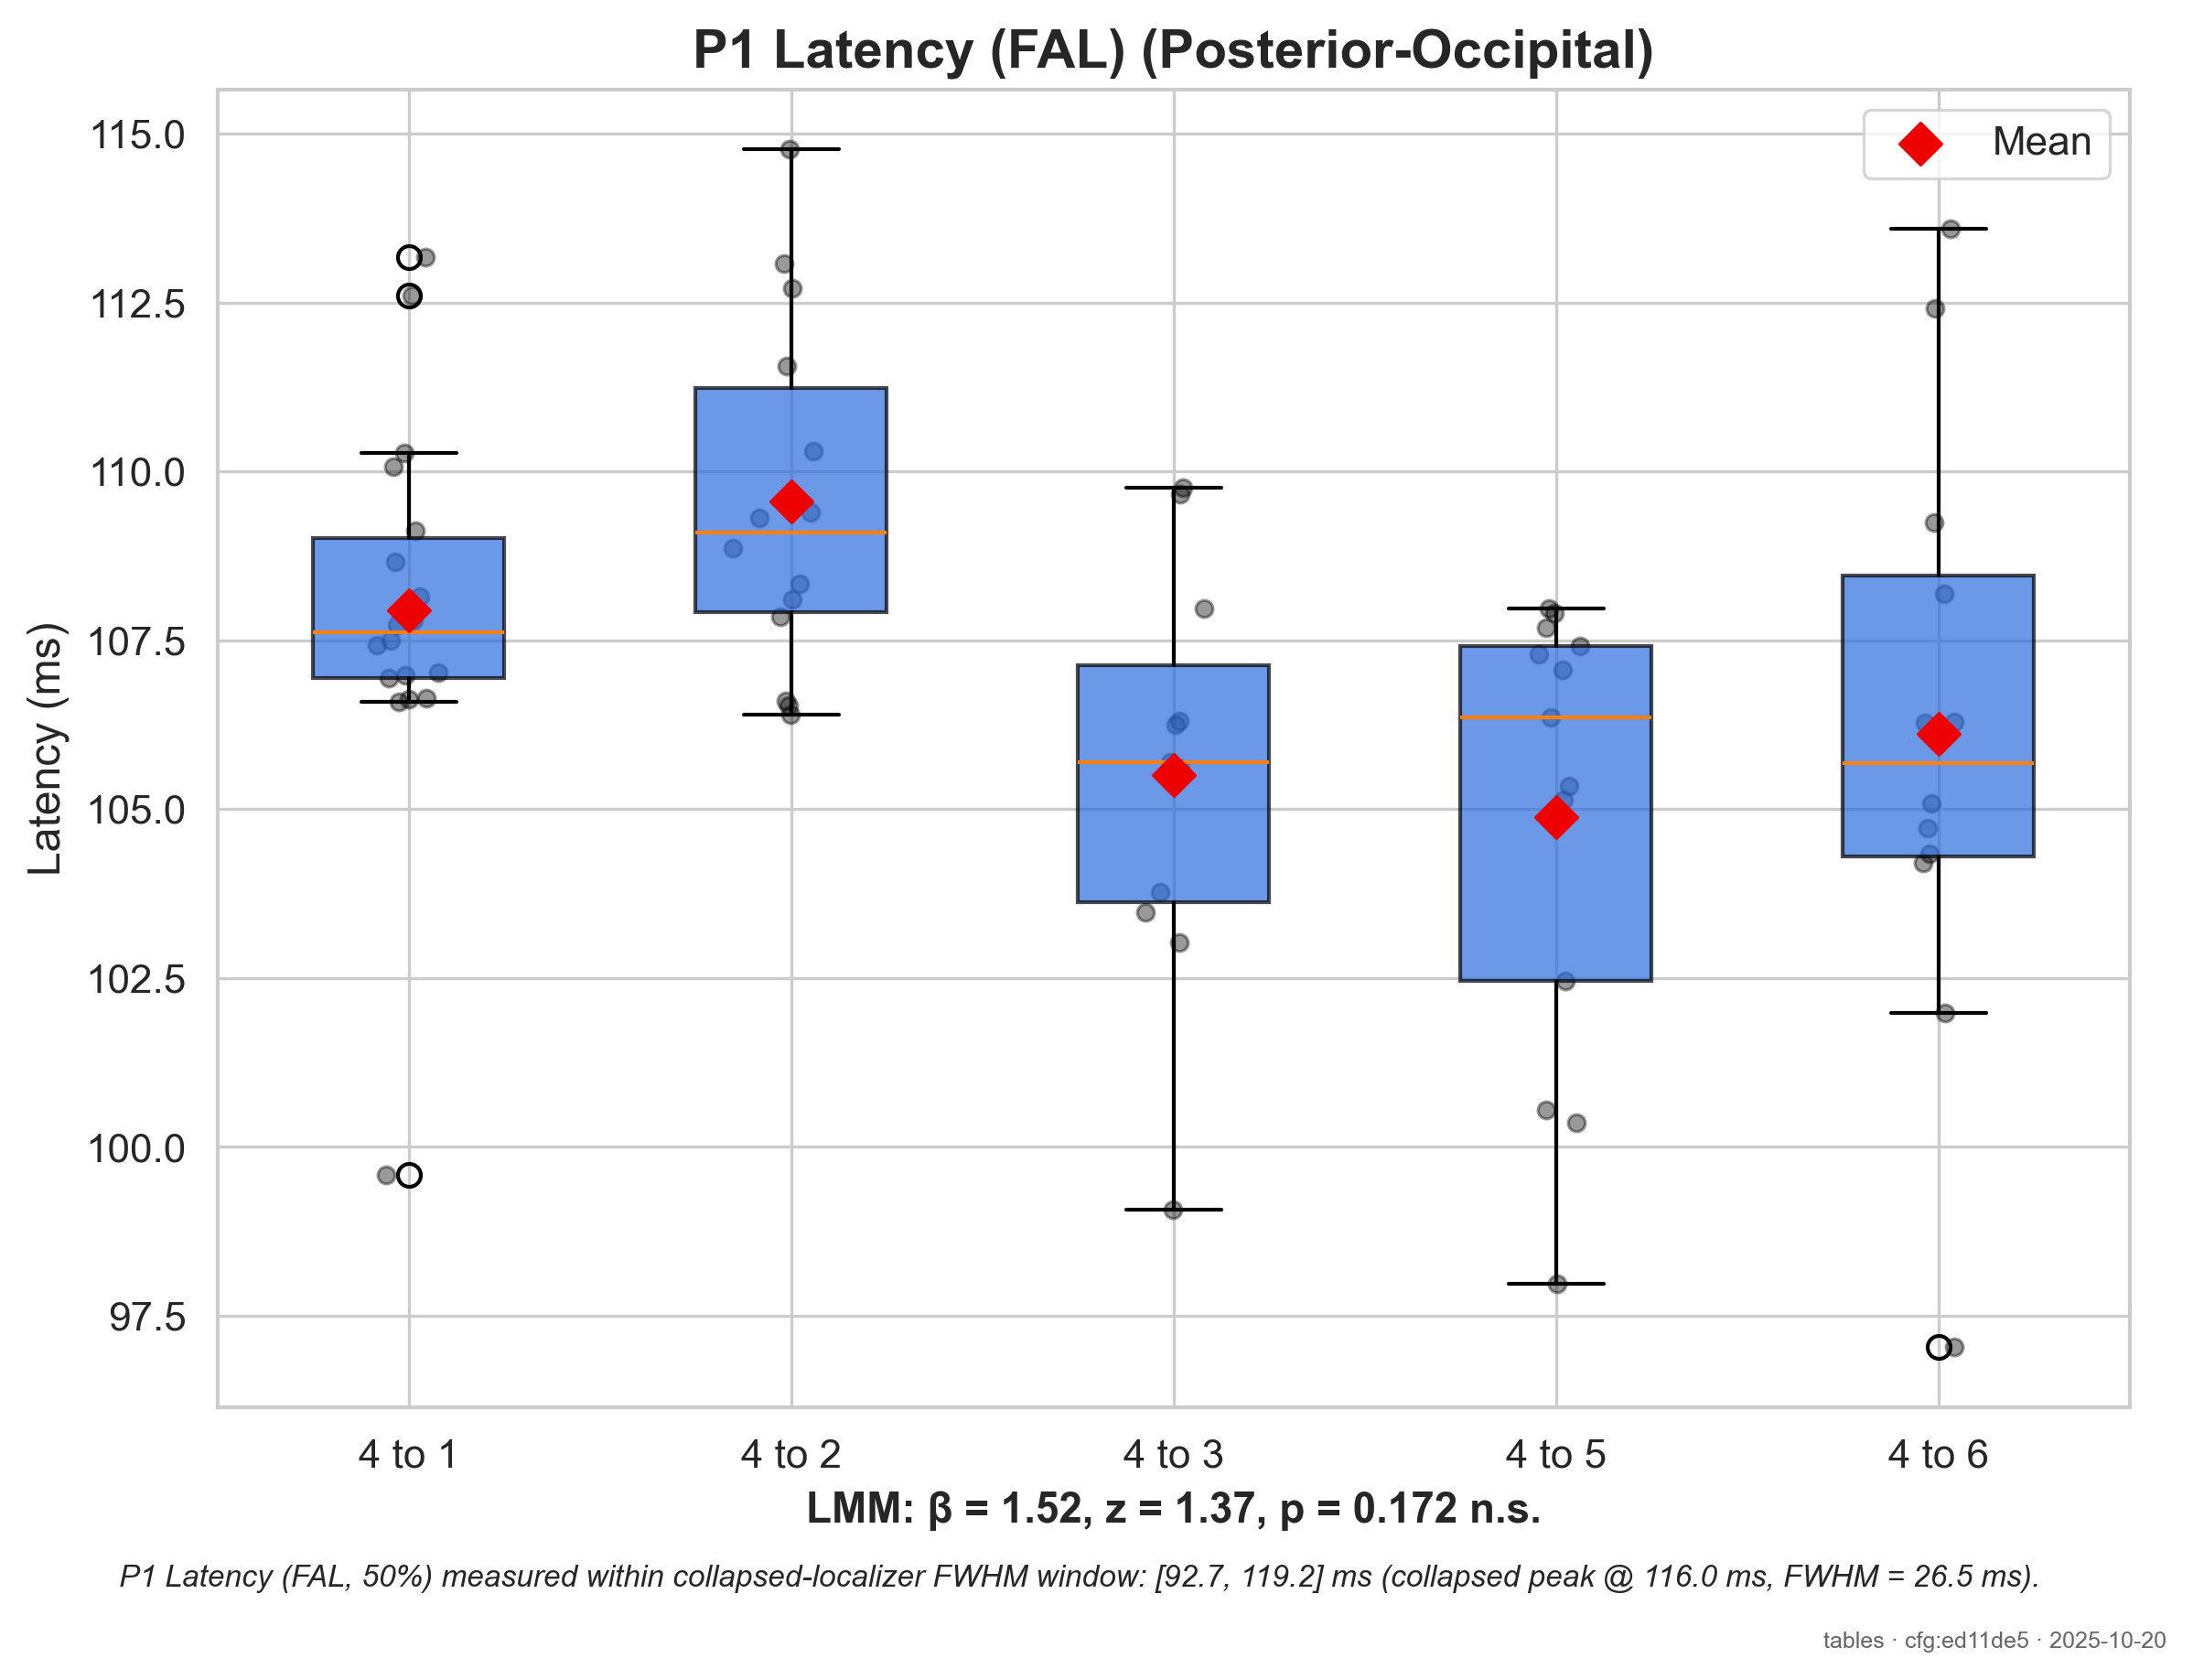 P1 Latency (FAL) (Posterior-Occipital)
Mean
Latency (ms)
115.0
112.5
110.0
107.5
105.0
102.5
100.0
97.5
4 to 1
4 to 2
4 to 3
4 to 5
4 to 6
LMM: β = 1.52, z = 1.37, p = 0.172 n.s.
P1 Latency (FAL, 50%) measured within collapsed-localizer FWHM window: [92.7, 119.2] ms (collapsed peak @ 116.0 ms, FWHM = 26.5 ms).
tables · cfg:ed11de5 · 2025-10-20